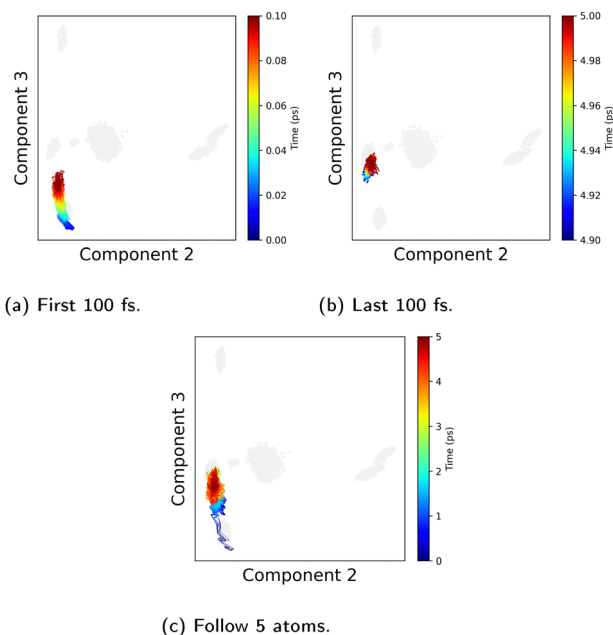 Component 3
Component 2
0.10
0.08
0.06
0.04
0.02
0.00
Time (ps)
Component 3
Component 2
5.00
4.98
4.96
4.94
4.92
4.90
Time (ps)
(a) First 100 fs.
(b) Last 100 fs.
Component 3
Component 2
5
4
3
2
1
0
Time (ps)
(c) Follow 5 atoms.